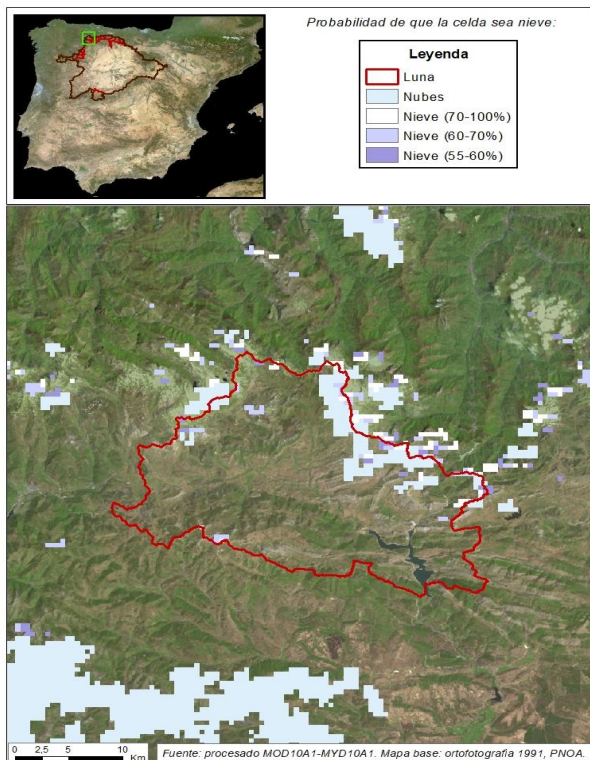 Probabilidad de que la celda sea nieve:
Leyenda
Luna
Nubes
Nieve (70-100%)
Nieve (60-70%)
Nieve (55-60%)
0 2,5 5 10
Km
Fuente: procesado MOD10A1-MYD10A1. Mapa base: ortofotografia 1991, PNOA.